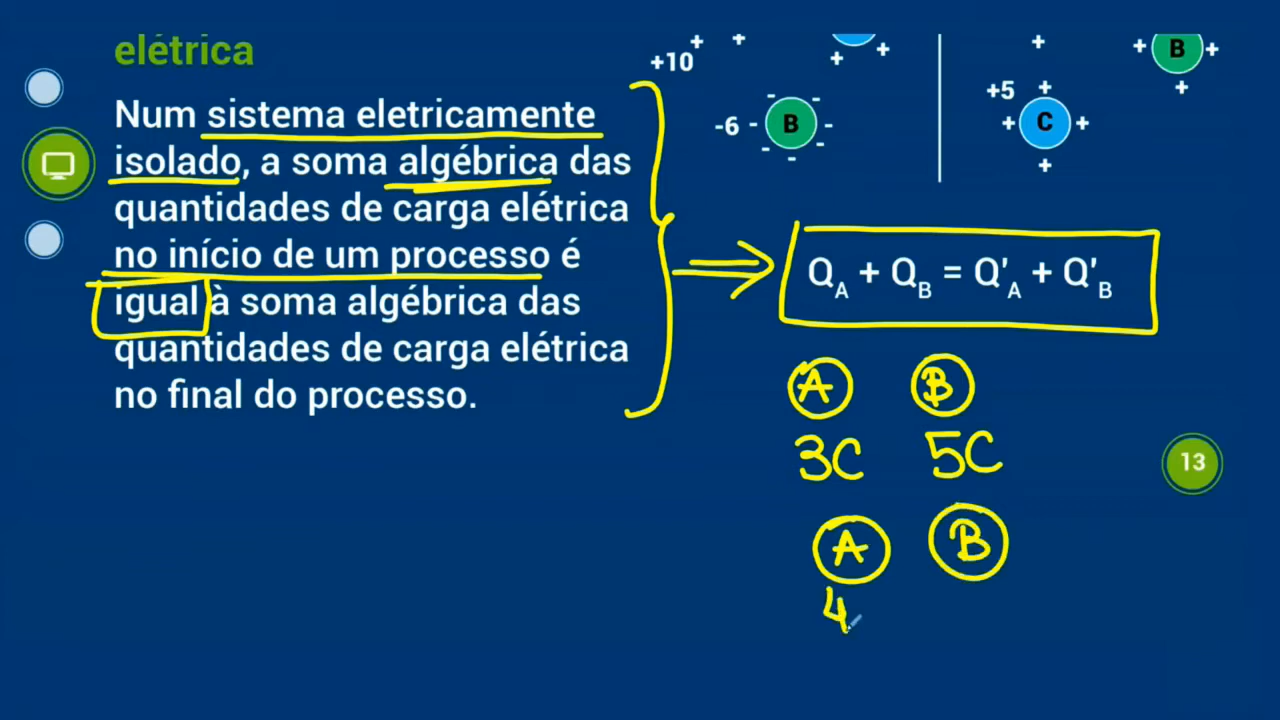 elétrica
Num sistema eletricamente
isolado, a soma algébrica das
quantidades de carga elétrica
no início de um processo é
igual à soma algébrica das
quantidades de carga elétrica
no final do processo.
+10
-6 B
+5 C
B
Q_A + Q_B = Q'_A + Q'_B
A B
3C 5C
A B
4
13